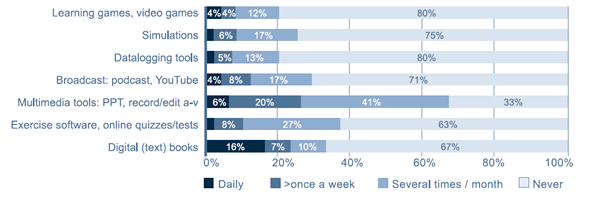 Learning games, video games 4% 4% 12% 80%
Simulations 6% 17% 75%
Datalogging tools 5% 13% 80%
Broadcast: podcast, YouTube 4% 8% 17% 71%
Multimedia tools: PPT, record/edit a-v 6% 20% 41% 33%
Exercise software, online quizzes/tests 8% 27% 63%
Digital (text) books 16% 7% 10% 67%
0% 20% 40% 60% 80% 100%
Daily >once a week Several times / month Never